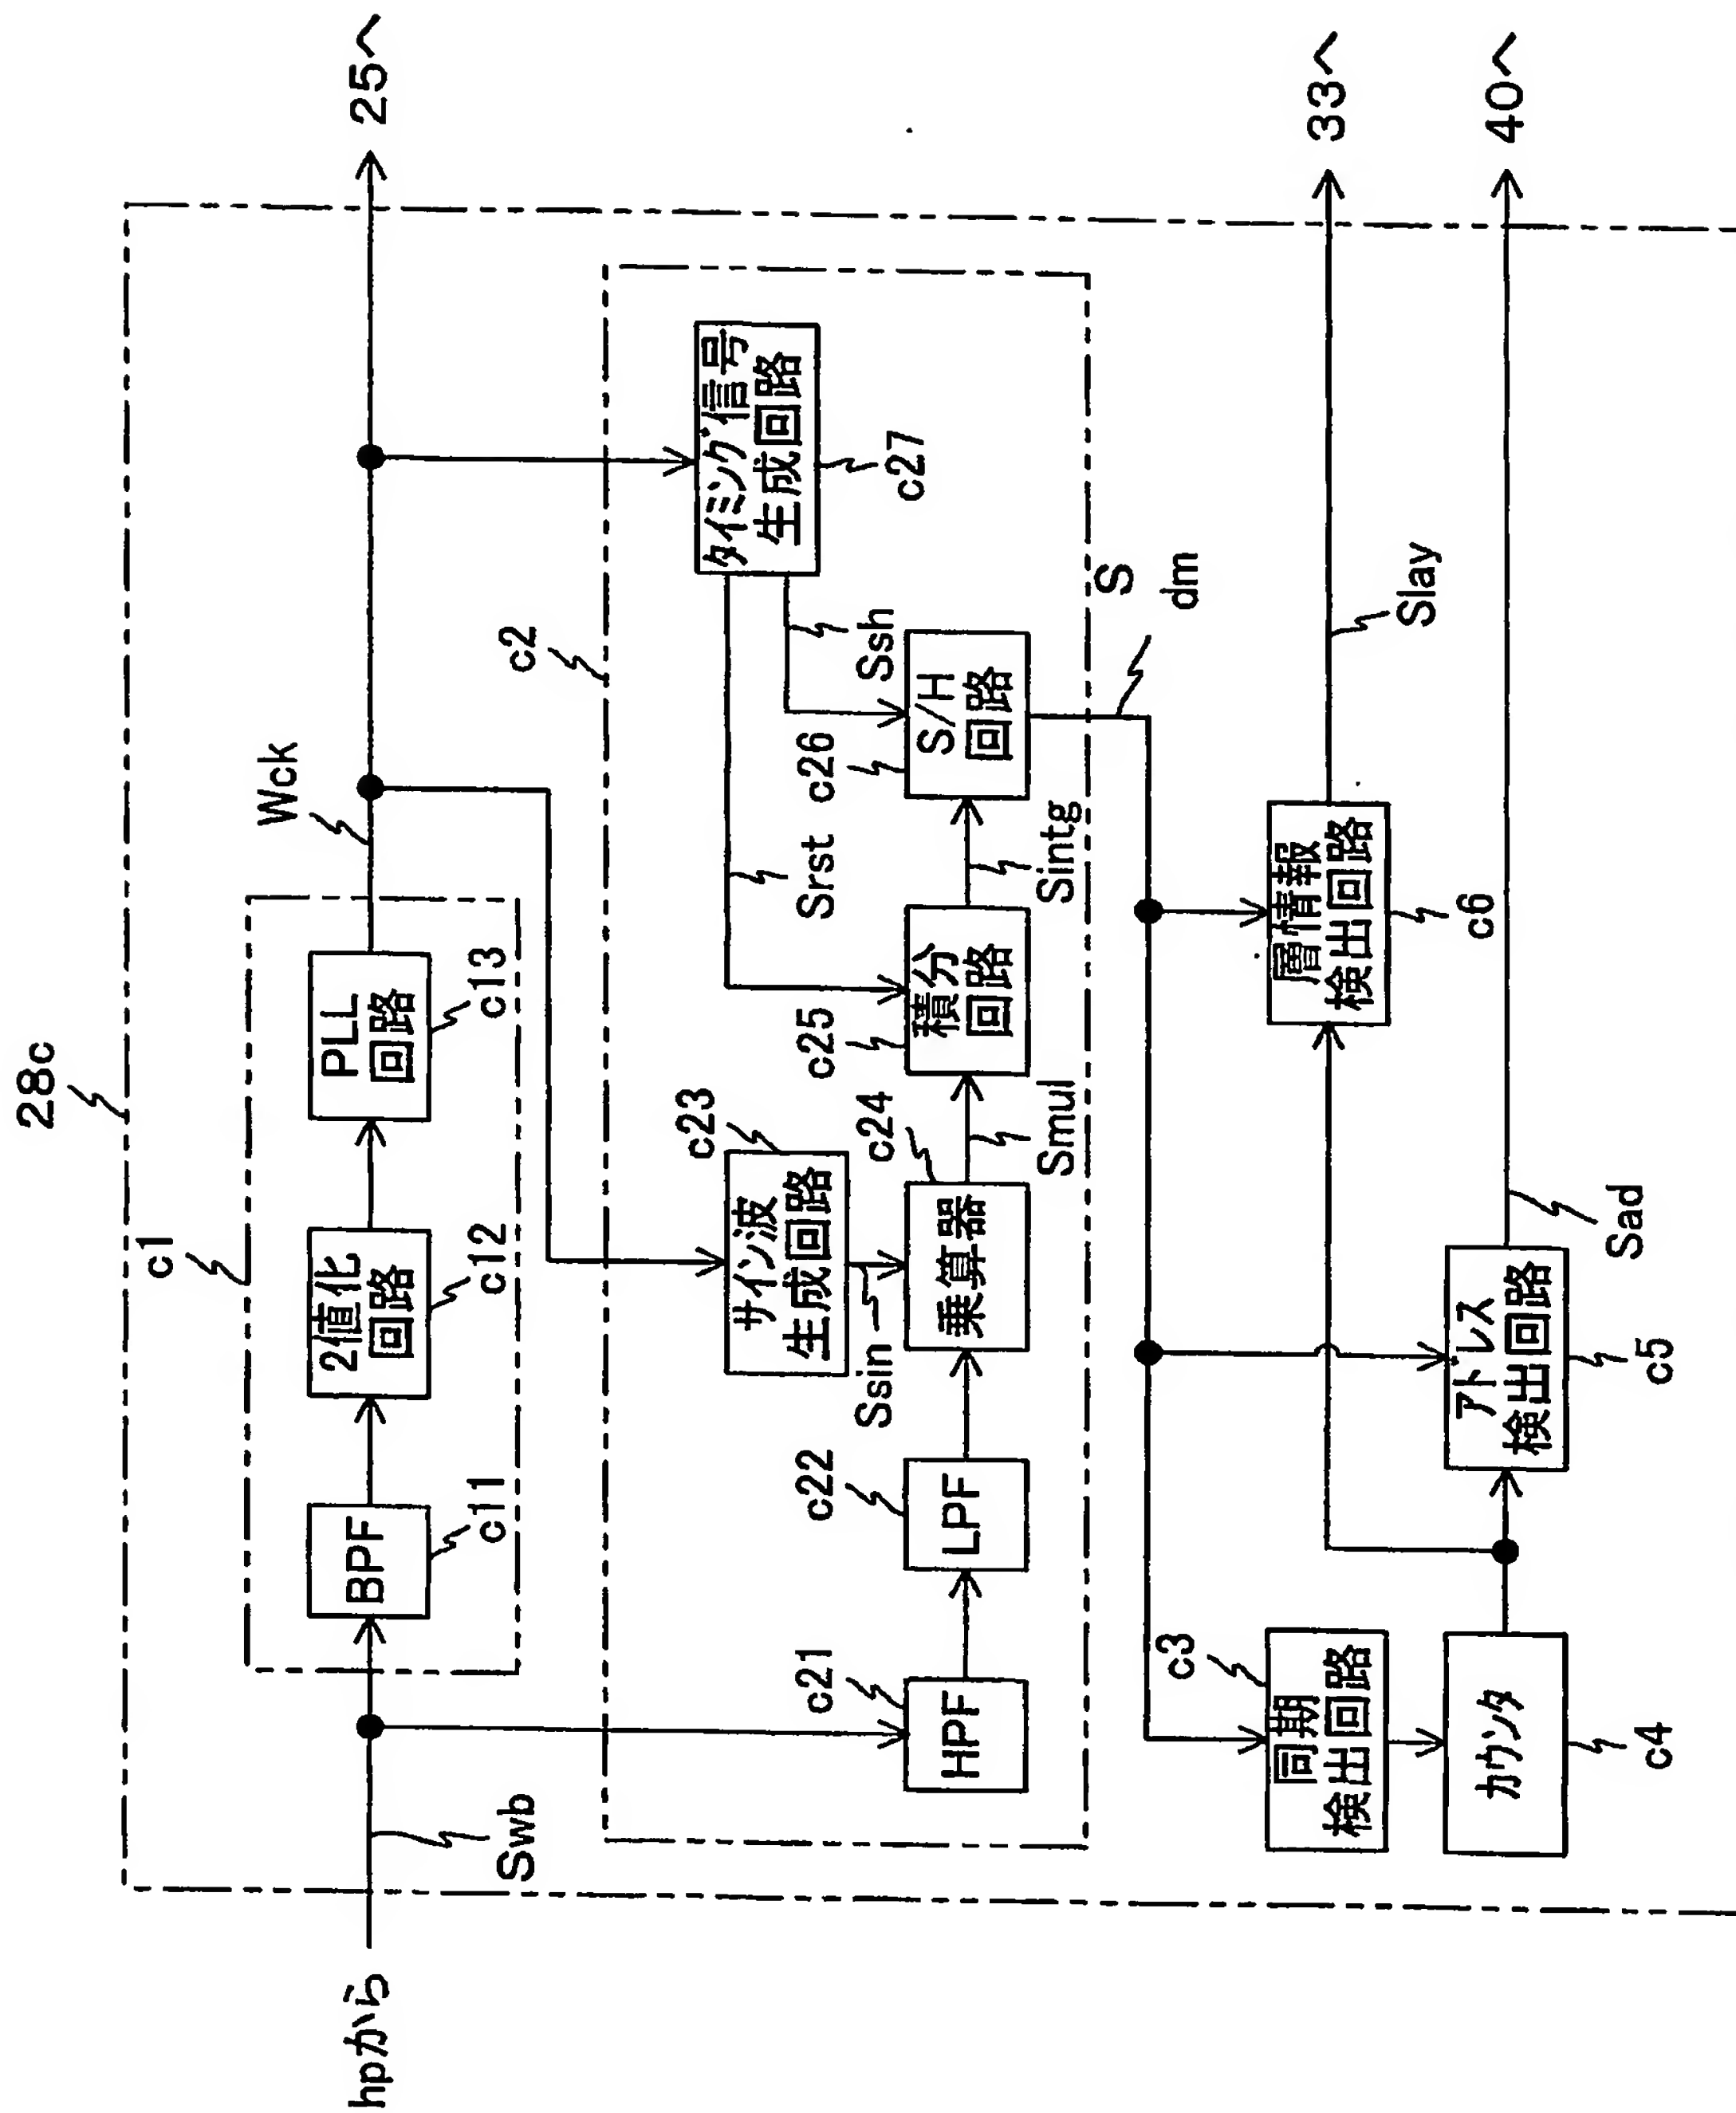 28c
c1
hpから
Swb
BPF
c11
2値化
回路
c12
PLL
回路
c13
Wck
25へ
c2
HPF
c21
LPF
c22
サイン波
生成回路
c23
Ssin
乗算器
c24
Smul
積分
回路
c25
Sintg
S/H
回路
c26
Srst
Ssh
タイミング信号
生成回路
c27
S
dm
同期
検出回路
c3
カウンタ
c4
アドレス
検出回路
c5
Sad
40へ
層情報
検出回路
c6
Slay
33へ